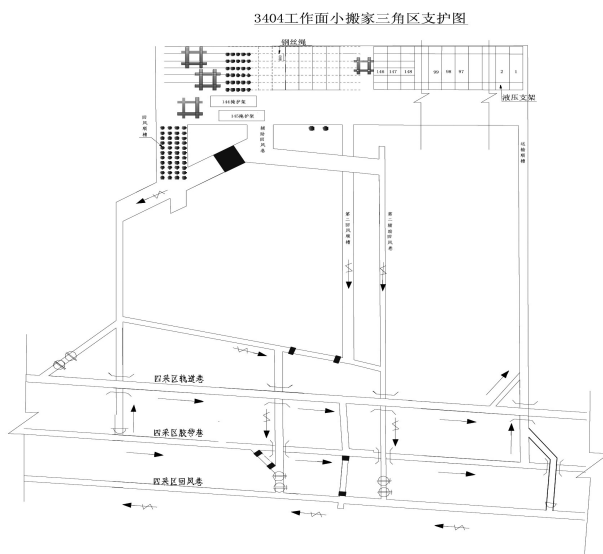 3404工作面小搬家三角区支护图
钢丝绳
146 147 148 99 98 97 2 1
液压支架
144掩护架
145掩护架
回风顺槽
辅助回风巷
运输顺槽
第二回风顺槽
第二辅助回风巷
四采区轨道巷
四采区胶带巷
四采区回风巷